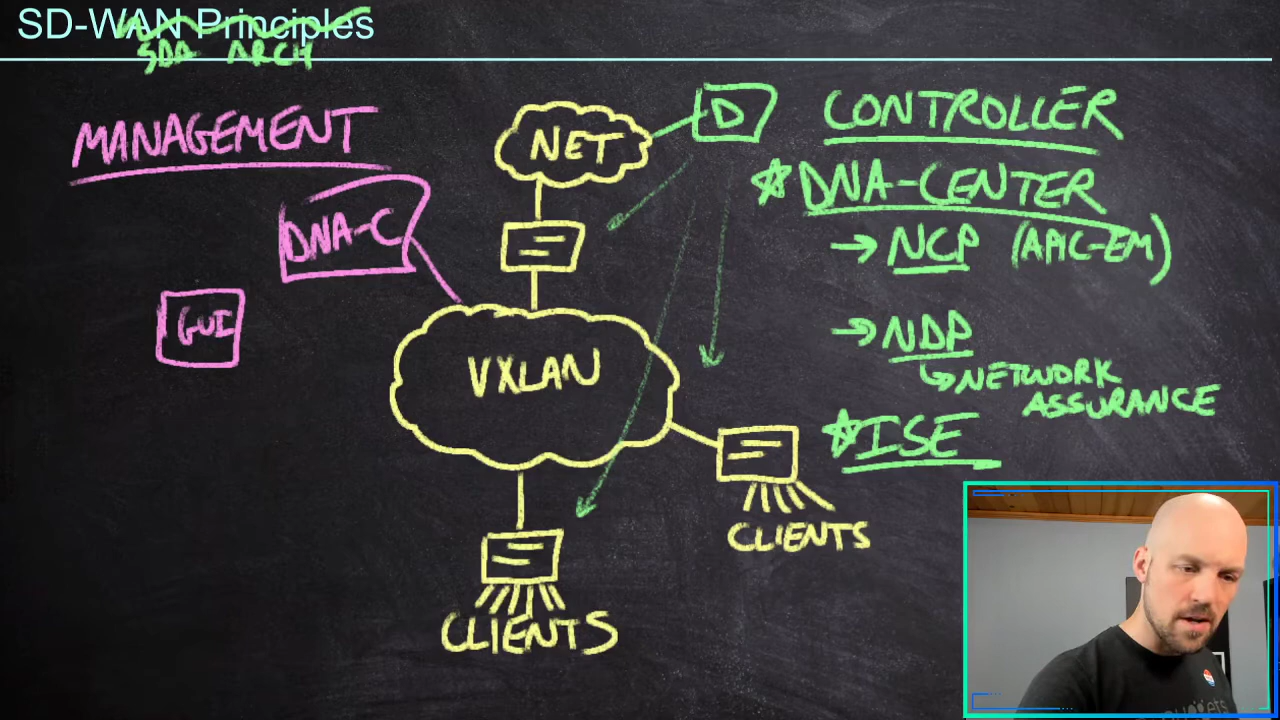 SD-WAN Principles
SDA ARCH
MANAGEMENT
DNA-C
GUI
NET
VXLAN
CLIENTS
CLIENTS
D
CONTROLLER
DNA-CENTER
→ NCP (APIC-EM)
→ NDP
↳ NETWORK
ASSURANCE
ISE